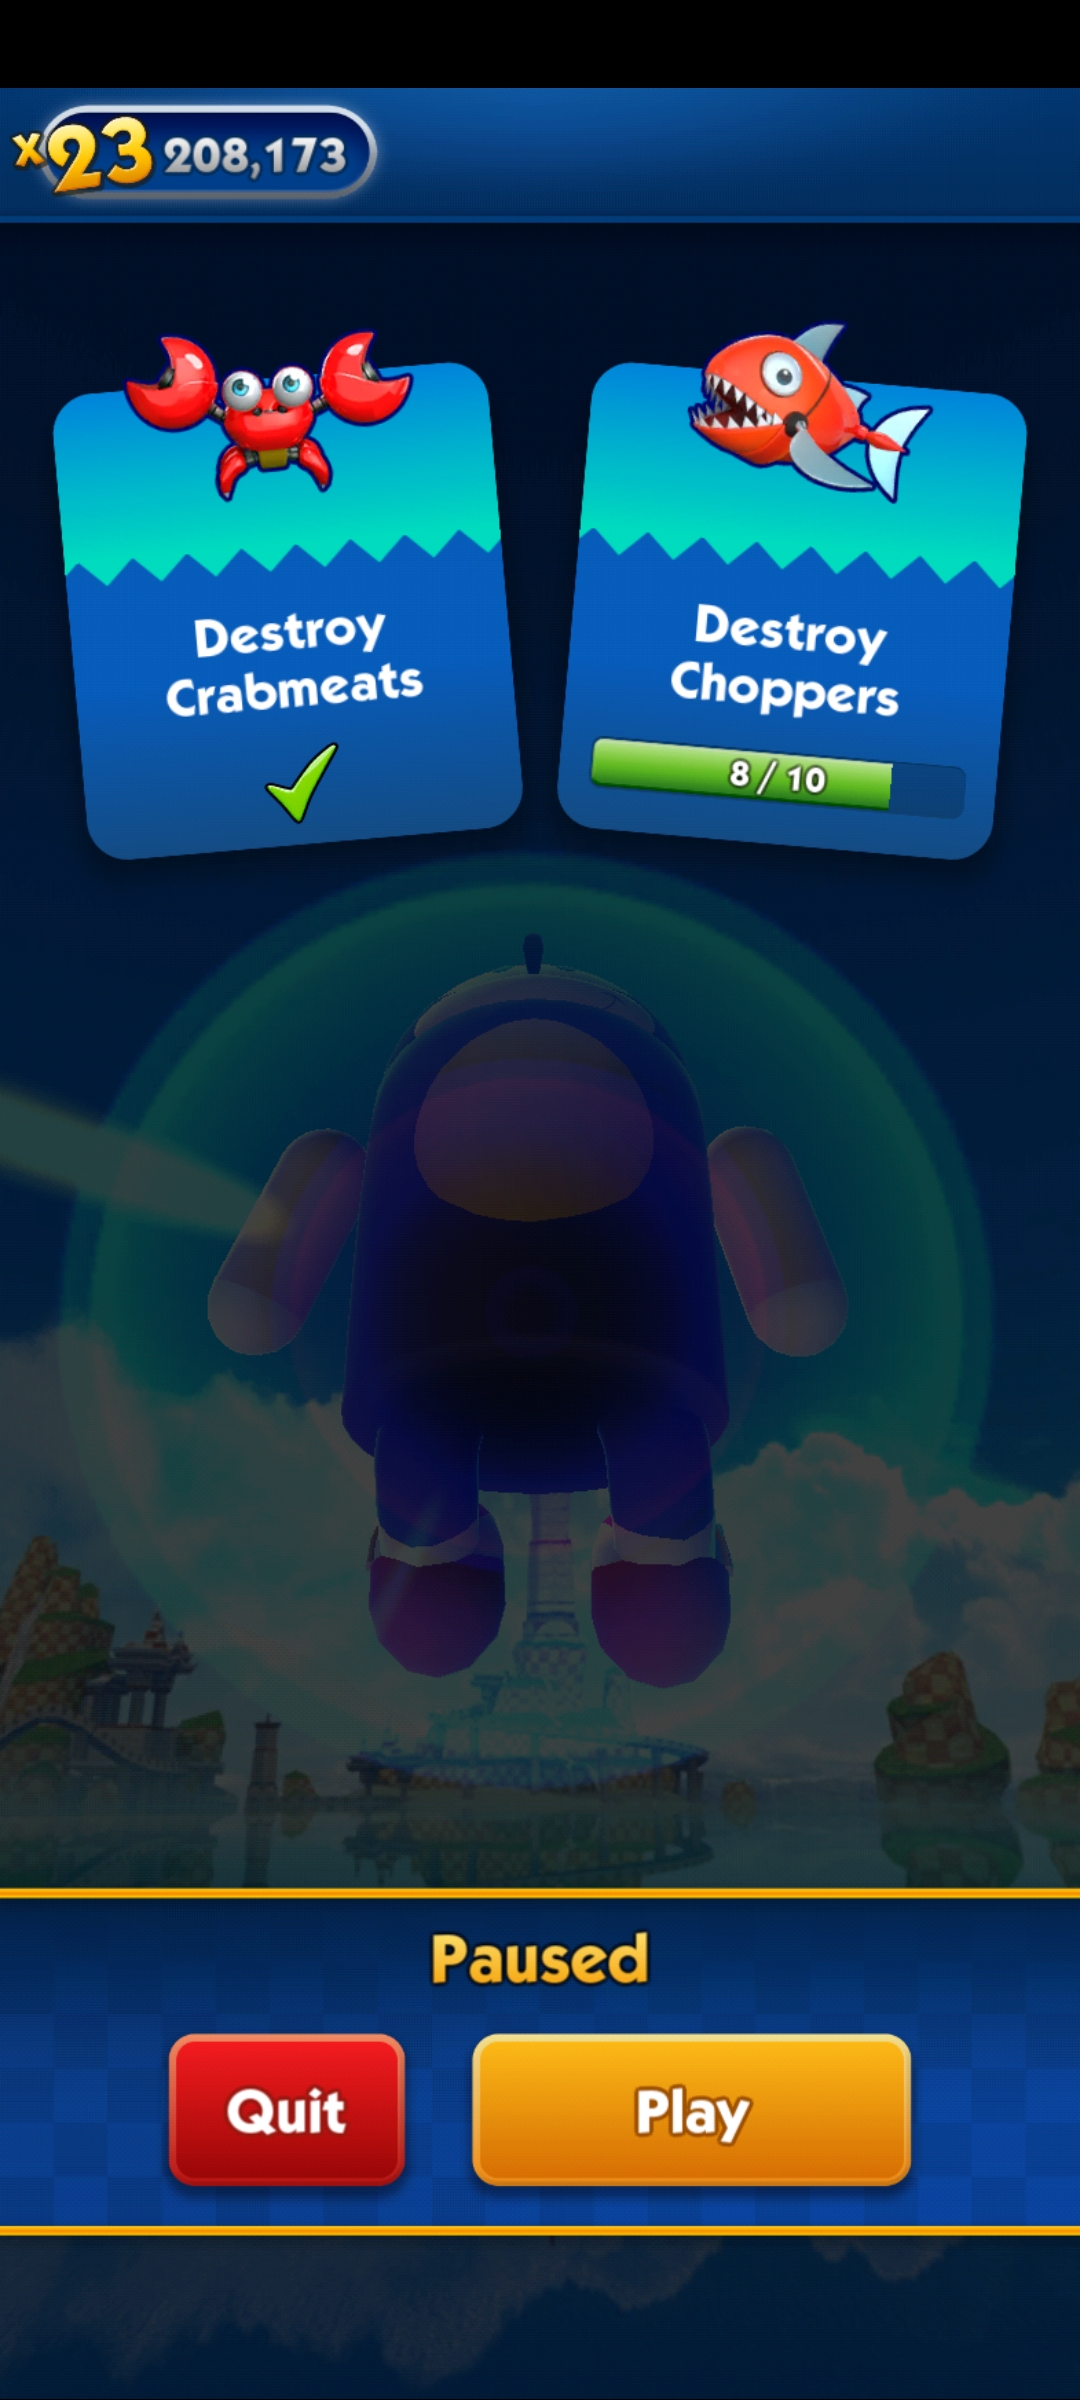 x23 208,173
Destroy
Crabmeats
Destroy
Choppers
8 / 10
Paused
Quit
Play